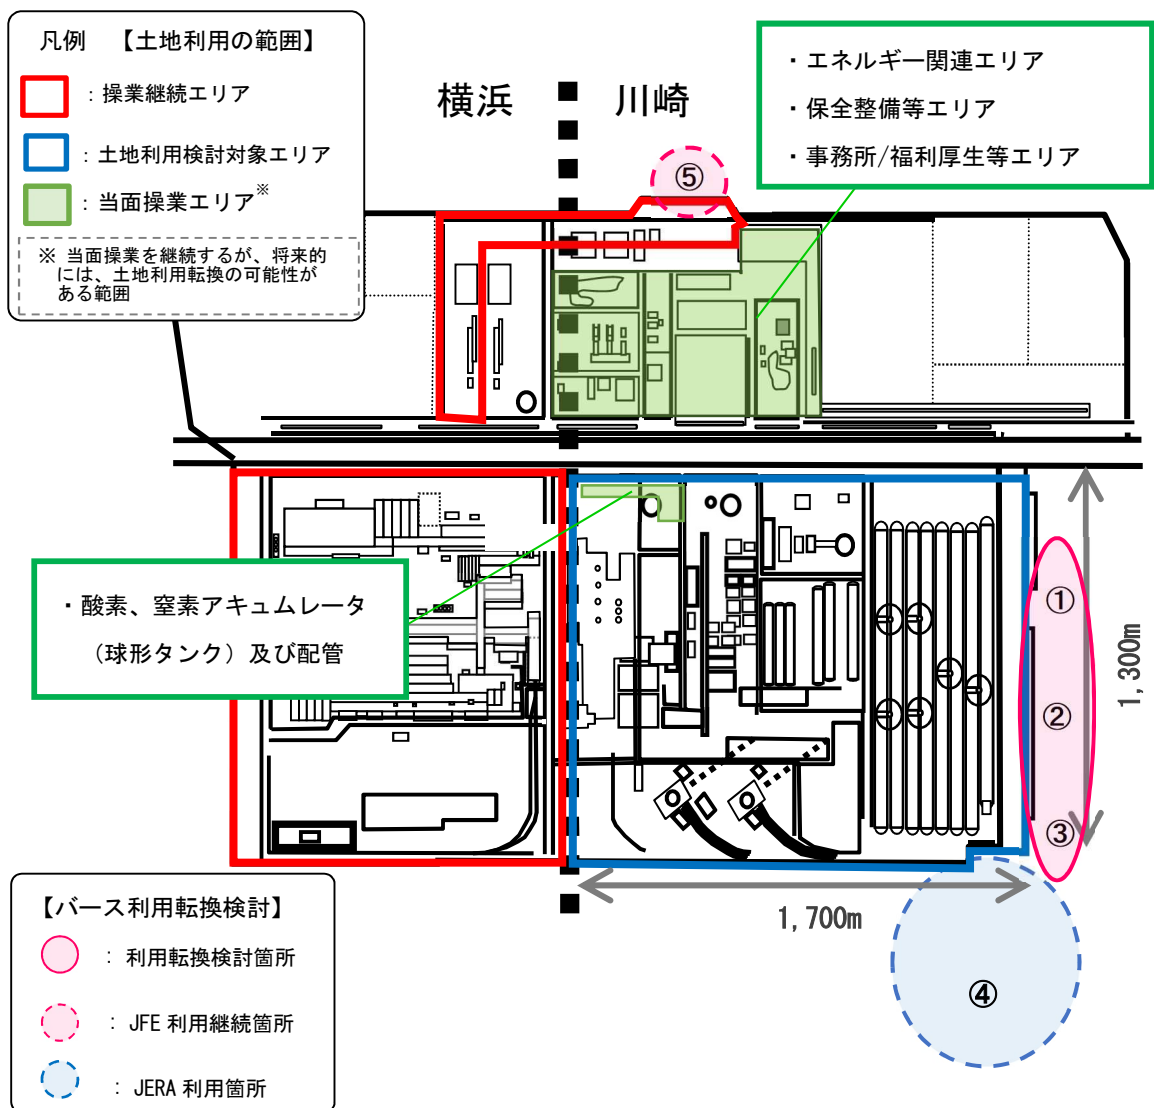 凡例 【土地利用の範囲】
：操業継続エリア
：土地利用検討対象エリア
：当面操業エリア※
※ 当面操業を継続するが、将来的
には、土地利用転換の可能性が
ある範囲
横浜
川崎
・エネルギー関連エリア
・保全整備等エリア
・事務所/福利厚生等エリア
⑤
・酸素、窒素アキュムレータ
（球形タンク）及び配管
①
②
③
1,300m
1,700m
④
【バース利用転換検討】
：利用転換検討箇所
：JFE 利用継続箇所
：JERA 利用箇所